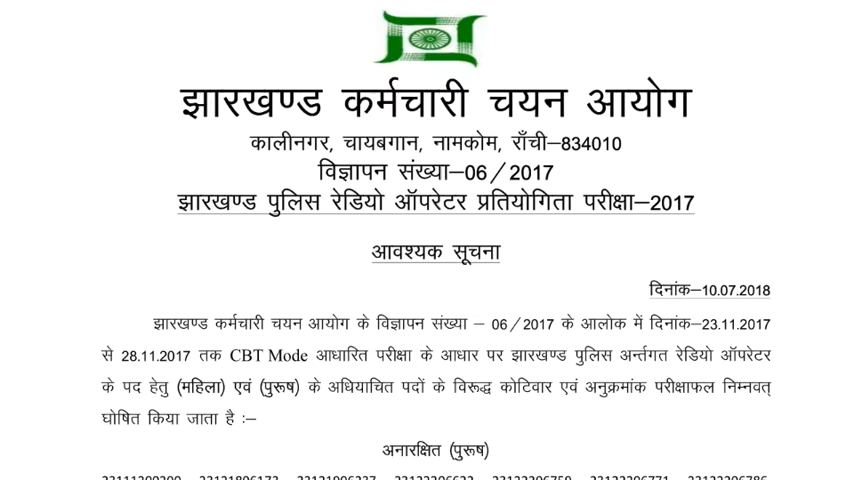 झारखण्ड कर्मचारी चयन आयोग
कालीनगर, चायबगान, नामकोम, राँची–834010
विज्ञापन संख्या–06/2017
झारखण्ड पुलिस रेडियो ऑपरेटर प्रतियोगिता परीक्षा–2017
आवश्यक सूचना
दिनांक–10.07.2018
झारखण्ड कर्मचारी चयन आयोग के विज्ञापन संख्या – 06/2017 के आलोक में दिनांक–23.11.2017
से 28.11.2017 तक CBT Mode आधारित परीक्षा के आधार पर झारखण्ड पुलिस अर्न्तगत रेडियो ऑपरेटर
के पद हेतु (महिला) एवं (पुरूष) के अधियाचित पदों के विरूद्ध कोटिवार एवं अनुक्रमांक परीक्षाफल निम्नवत्
घोषित किया जाता है :–
अनारक्षित (पुरूष)